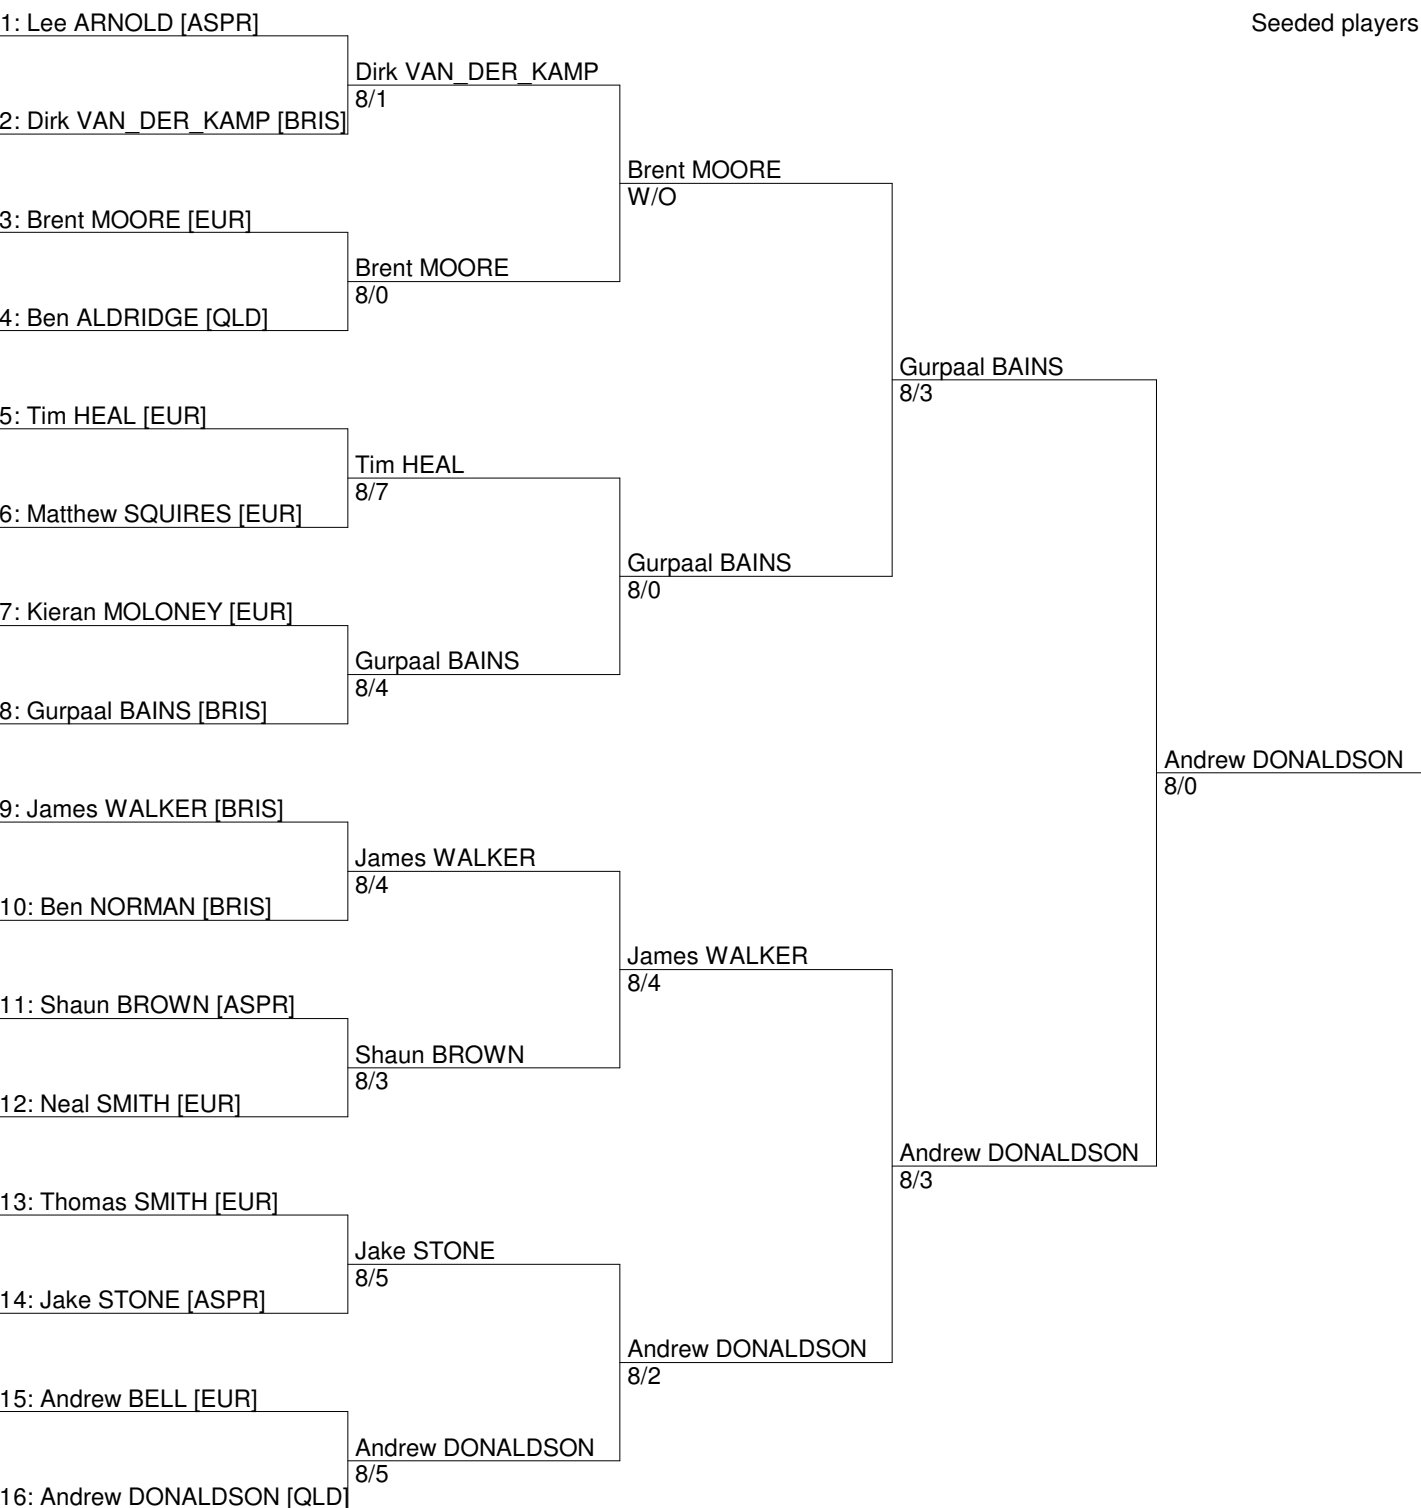 1: Lee ARNOLD [ASPR]
Seeded players
Dirk VAN_DER_KAMP
8/1
2: Dirk VAN_DER_KAMP [BRIS]
Brent MOORE
W/O
3: Brent MOORE [EUR]
Brent MOORE
8/0
4: Ben ALDRIDGE [QLD]
Gurpaal BAINS
8/3
5: Tim HEAL [EUR]
Tim HEAL
8/7
6: Matthew SQUIRES [EUR]
Gurpaal BAINS
8/0
7: Kieran MOLONEY [EUR]
Gurpaal BAINS
8/4
8: Gurpaal BAINS [BRIS]
Andrew DONALDSON
8/0
9: James WALKER [BRIS]
James WALKER
8/4
10: Ben NORMAN [BRIS]
James WALKER
8/4
11: Shaun BROWN [ASPR]
Shaun BROWN
8/3
12: Neal SMITH [EUR]
Andrew DONALDSON
8/3
13: Thomas SMITH [EUR]
Jake STONE
8/5
14: Jake STONE [ASPR]
Andrew DONALDSON
8/2
15: Andrew BELL [EUR]
Andrew DONALDSON
8/5
16: Andrew DONALDSON [QLD]